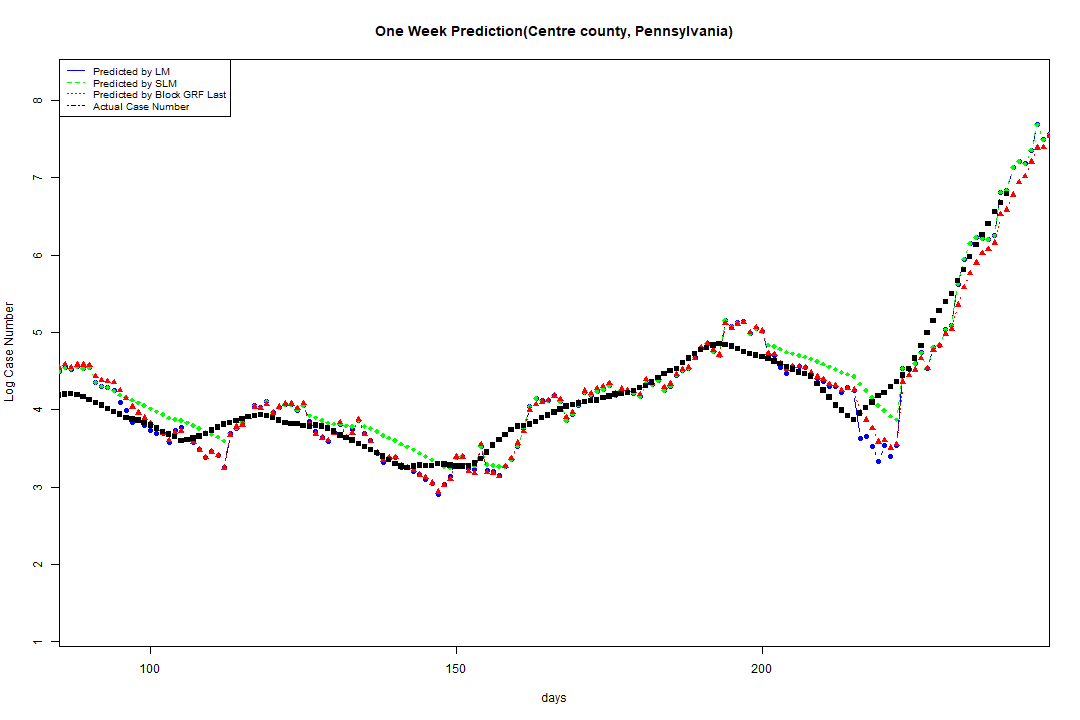 One Week Prediction(Centre county, Pennsylvania)
Predicted by LM
Predicted by SLM
Predicted by Block GRF Last
Actual Case Number
8
7
6
5
4
3
2
1
Log Case Number
100
150
200
days